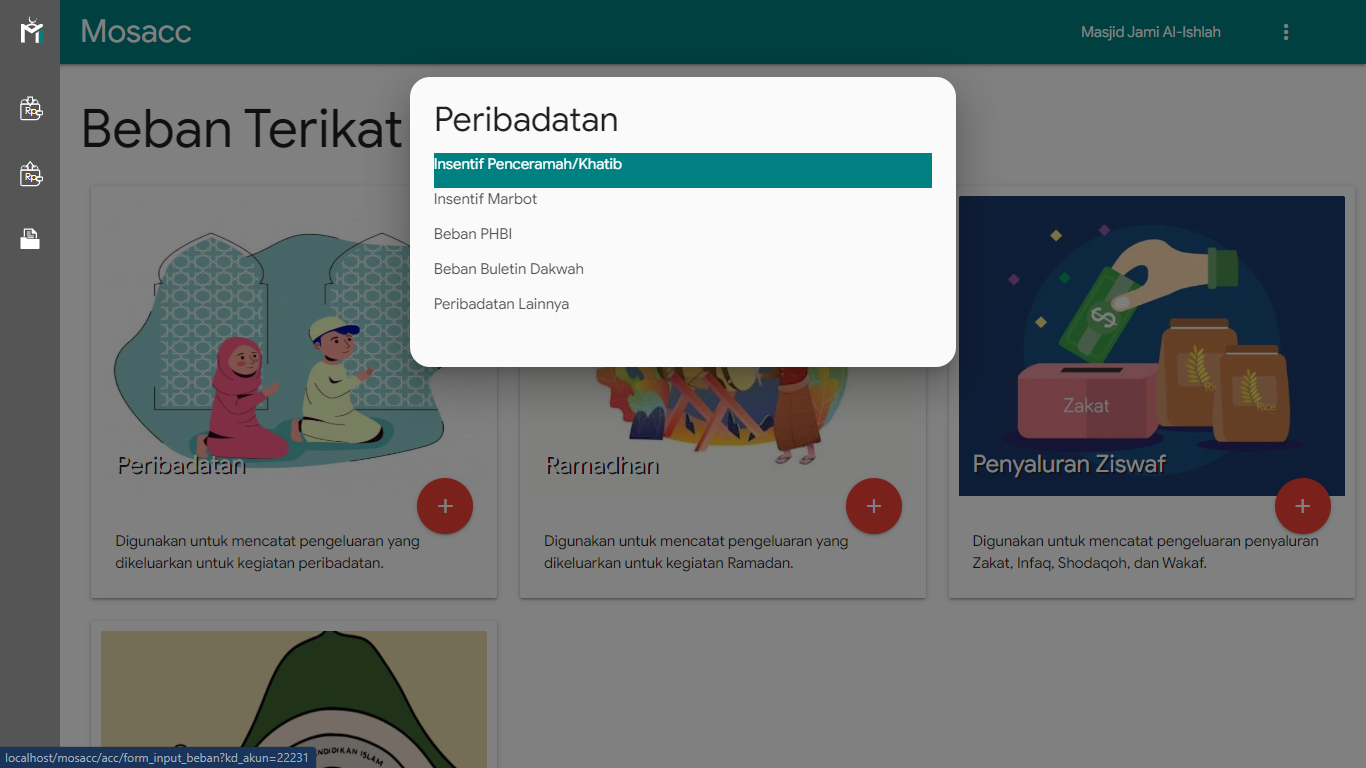 Mosacc
Masjid Jami Al-Ishlah
Beban Terikat
Peribadatan
Insentif Penceramah/Khatib
Insentif Marbot
Beban PHBI
Beban Buletin Dakwah
Peribadatan Lainnya
Rp
Rp
Peribadatan
+
Digunakan untuk mencatat pengeluaran yang
dikeluarkan untuk kegiatan peribadatan.
Ramadhan
+
Digunakan untuk mencatat pengeluaran yang
dikeluarkan untuk kegiatan Ramadan.
$
Zakat
Rice
Penyaluran Ziswaf
+
Digunakan untuk mencatat pengeluaran penyaluran
Zakat, Infaq, Shodaqoh, dan Wakaf.
ISLAM
localhost/mosacc/acc/form_input_beban?kd_akun=22231